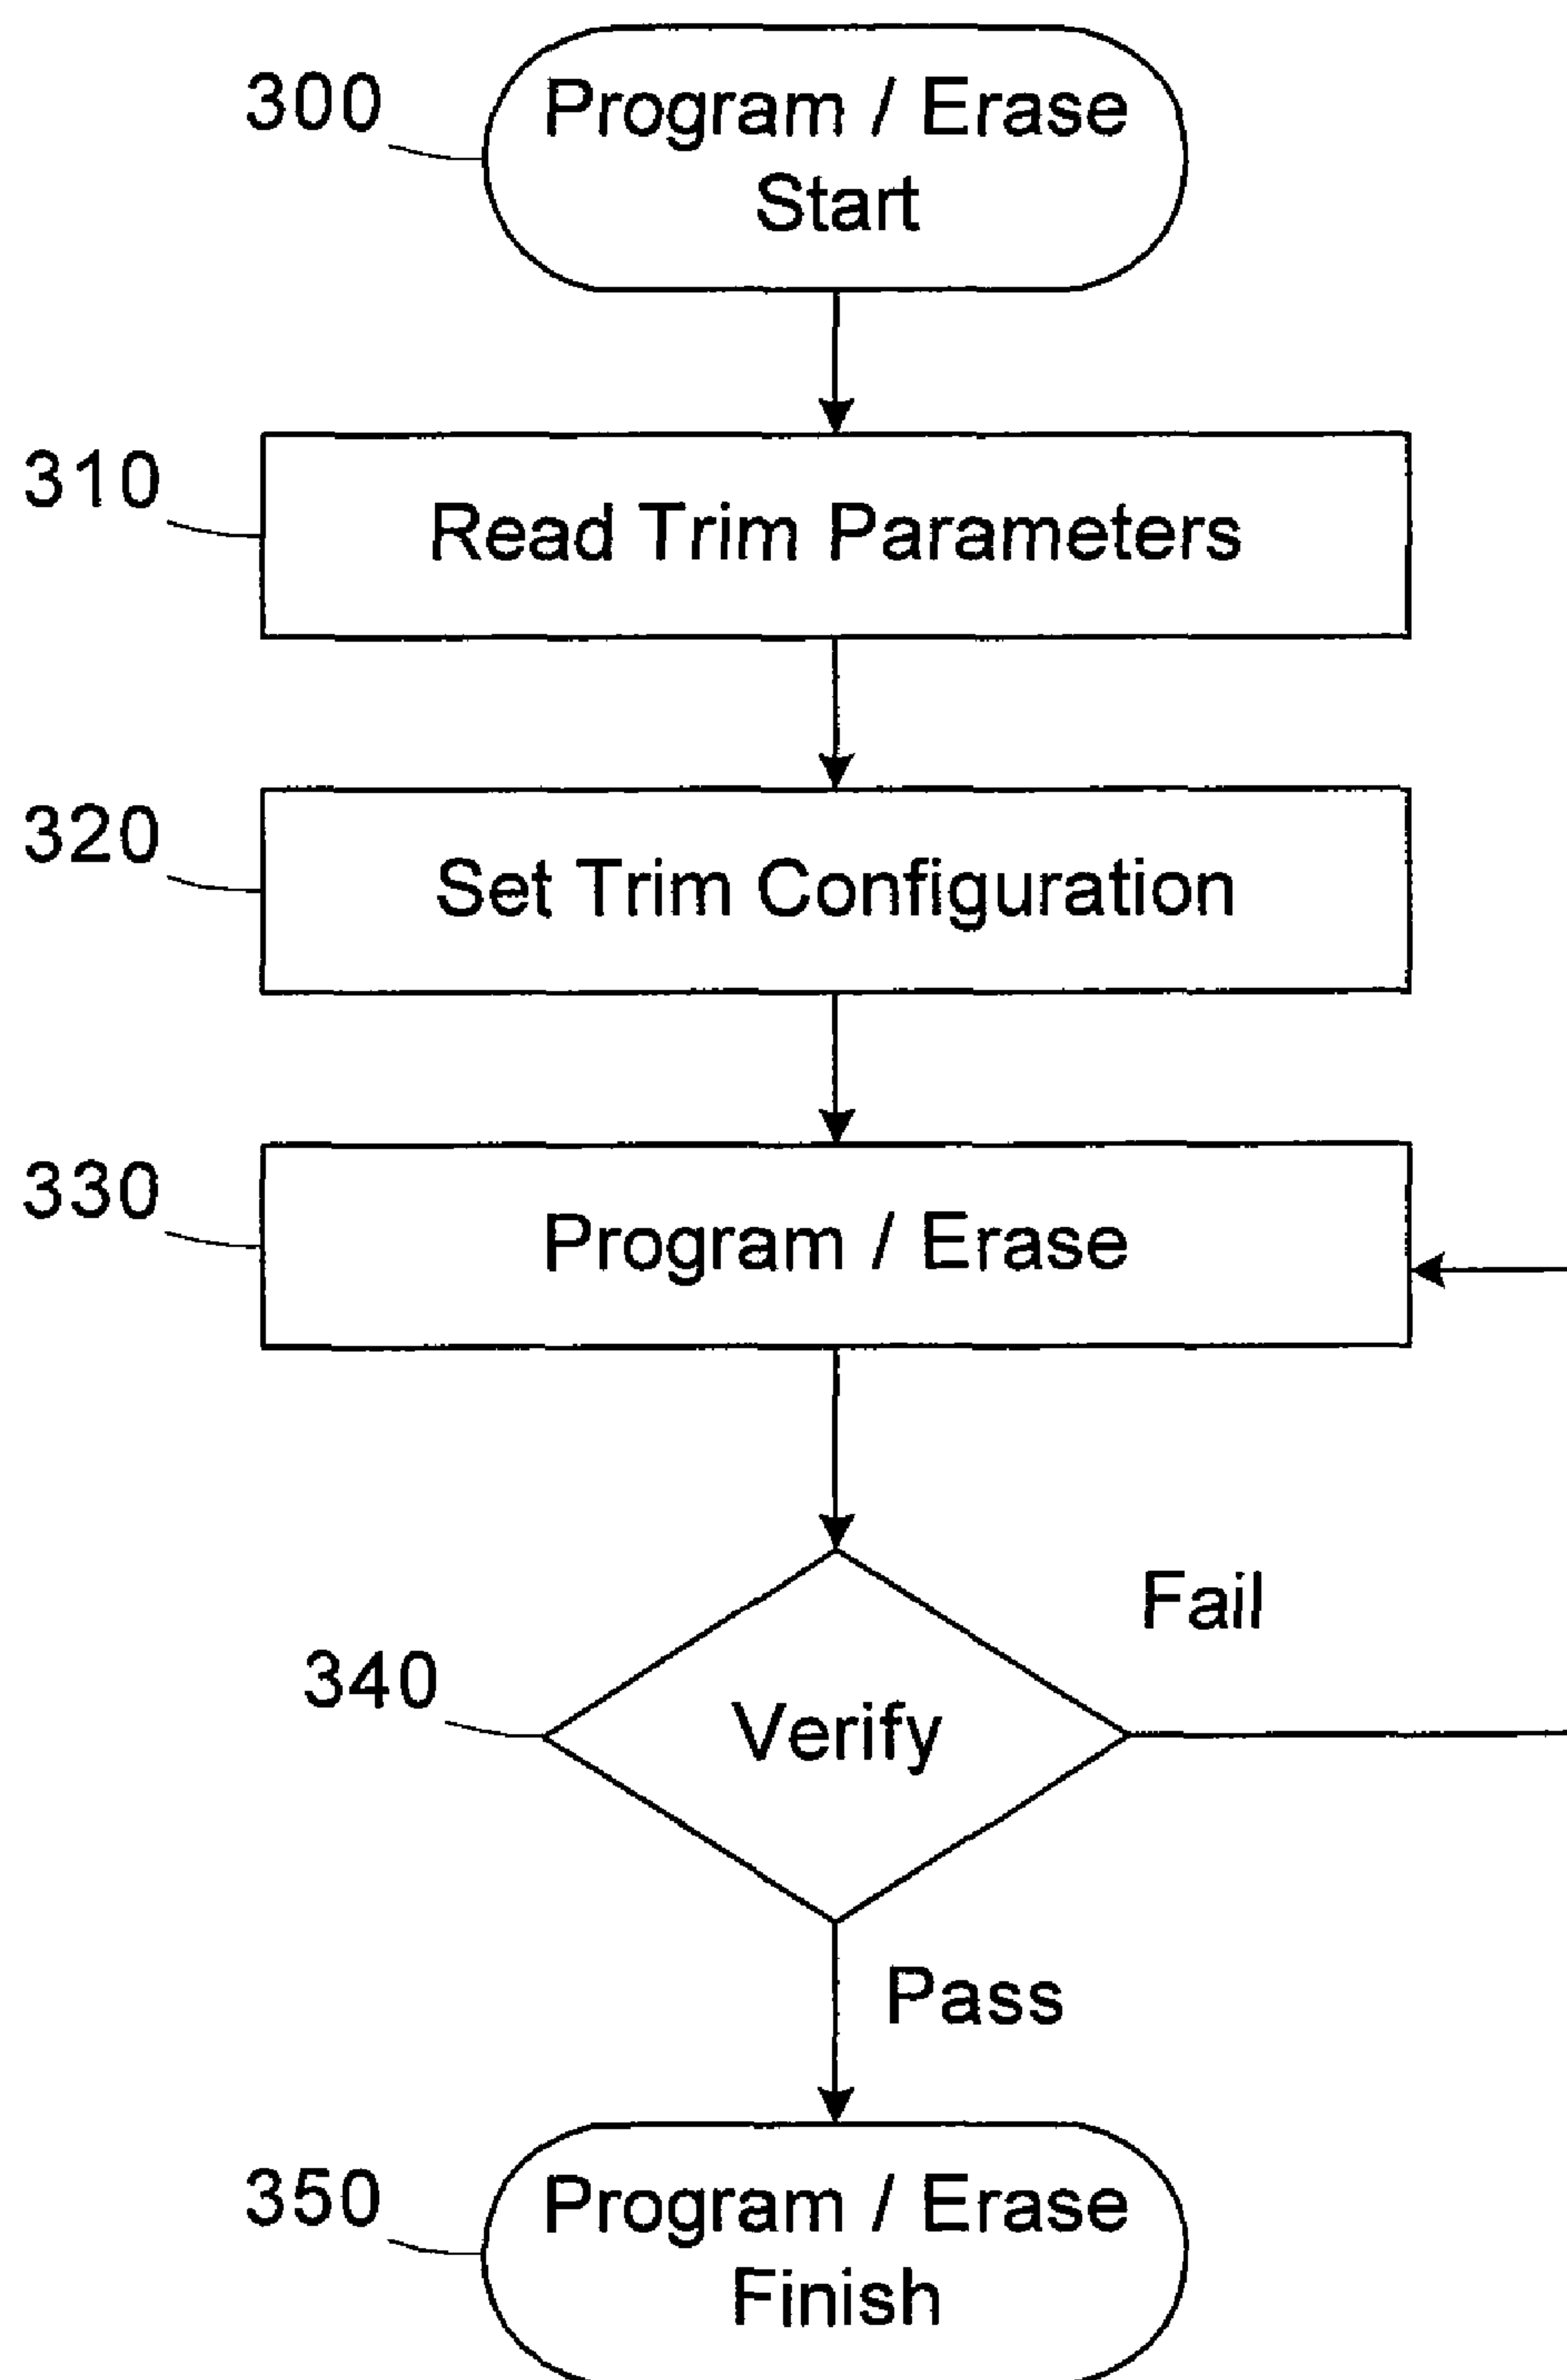 300
Program / Erase
Start
310
Read Trim Parameters
320
Set Trim Configuration
330
Program / Erase
Fail
340
Verify
Pass
350
Program / Erase
Finish